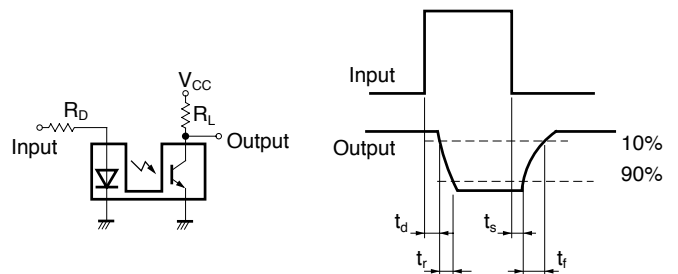 V_CC
R_D
R_L
Input
Output
Input
Output
10%
90%
t_d
t_s
t_r
t_f